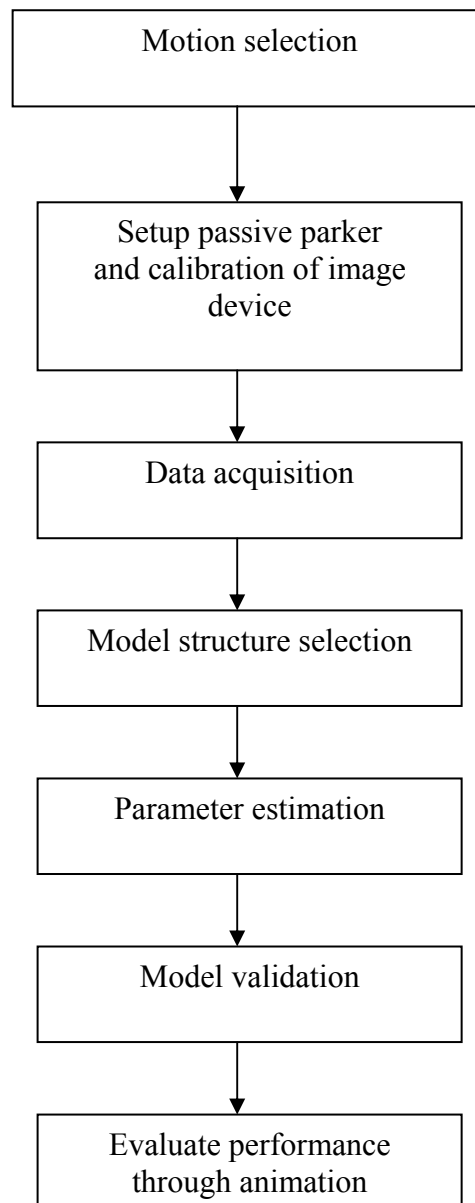 Motion selection
Setup passive parker
and calibration of image
device
Data acquisition
Model structure selection
Parameter estimation
Model validation
Evaluate performance
through animation